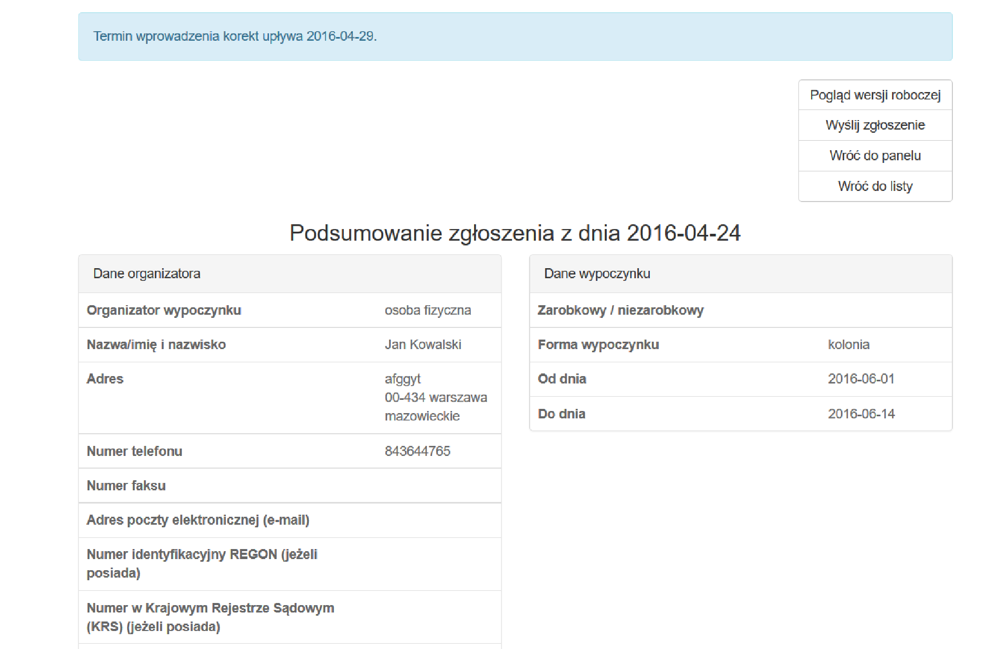 Termin wprowadzenia korekt upływa 2016-04-29.
Pogląd wersji roboczej
Wyślij zgłoszenie
Wróć do panelu
Wróć do listy
Podsumowanie zgłoszenia z dnia 2016-04-24
Dane organizatora
Organizator wypoczynku osoba fizyczna
Nazwa/imię i nazwisko Jan Kowalski
Adres afggyt
00-434 warszawa
mazowieckie
Numer telefonu 843644765
Numer faksu
Adres poczty elektronicznej (e-mail)
Numer identyfikacyjny REGON (jeżeli
posiada)
Numer w Krajowym Rejestrze Sądowym
(KRS) (jeżeli posiada)
Dane wypoczynku
Zarobkowy / niezarobkowy
Forma wypoczynku kolonia
Od dnia 2016-06-01
Do dnia 2016-06-14